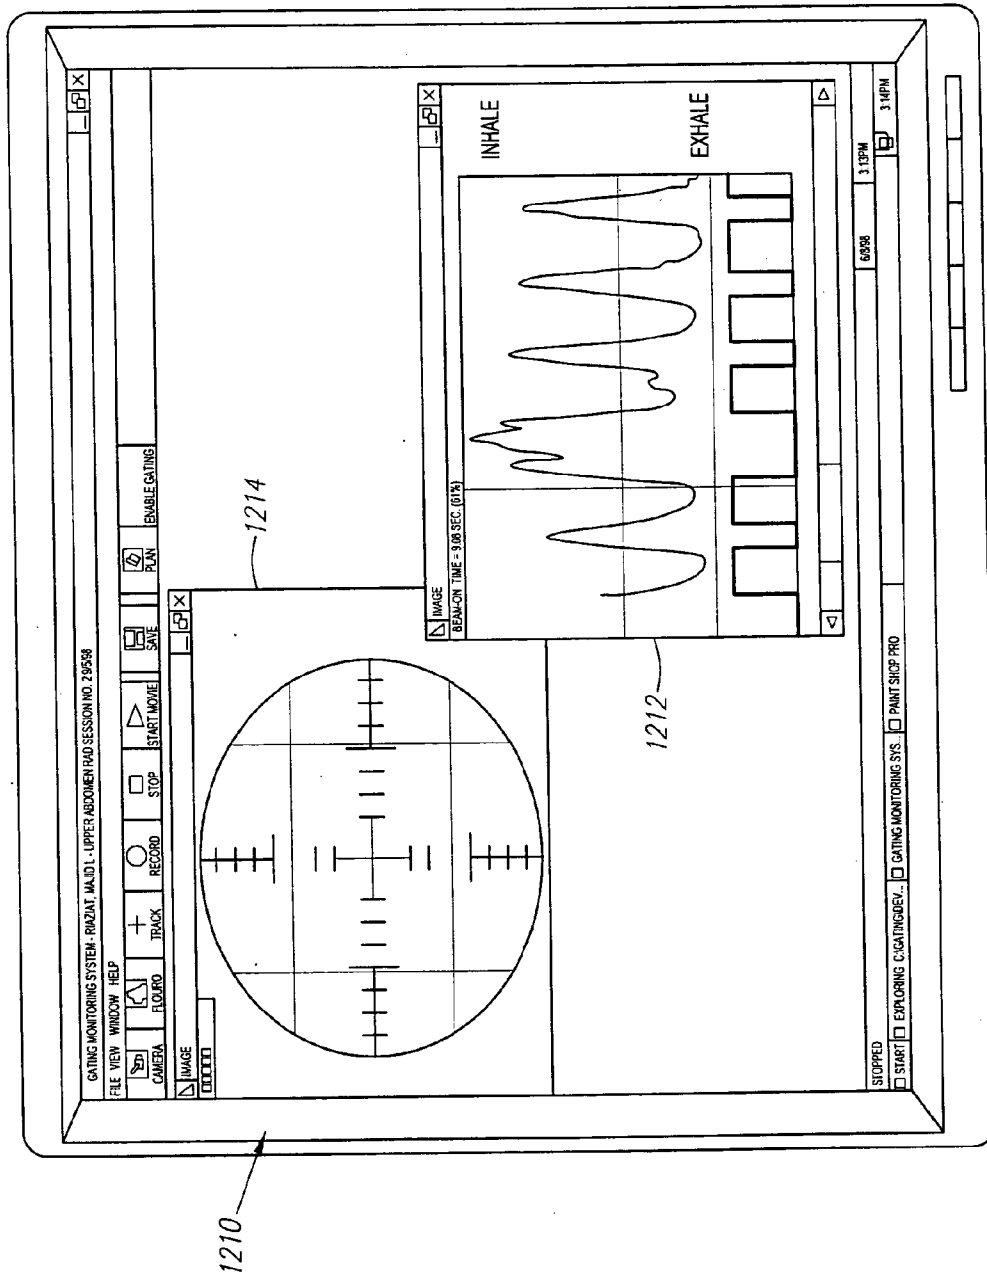 GATING MONITORING SYSTEM - RIAZIAT, MAJID L - UPPER ABDOMEN RAD SESSION NO. 29/5/98
FILE VIEW WINDOW HELP
CAMERA FLOURO TRACK RECORD STOP START MOVIE SAVE PLAN ENABLE GATING
IMAGE
1214
IMAGE
BEAM-ON TIME = 9.08 SEC. (61%)
INHALE
EXHALE
1212
STOPPED 6/8/98 3:13PM
START EXPLORING C:\GATING\DEV... GATING MONITORING SYS... PAINT SHOP PRO 3:14PM
1210